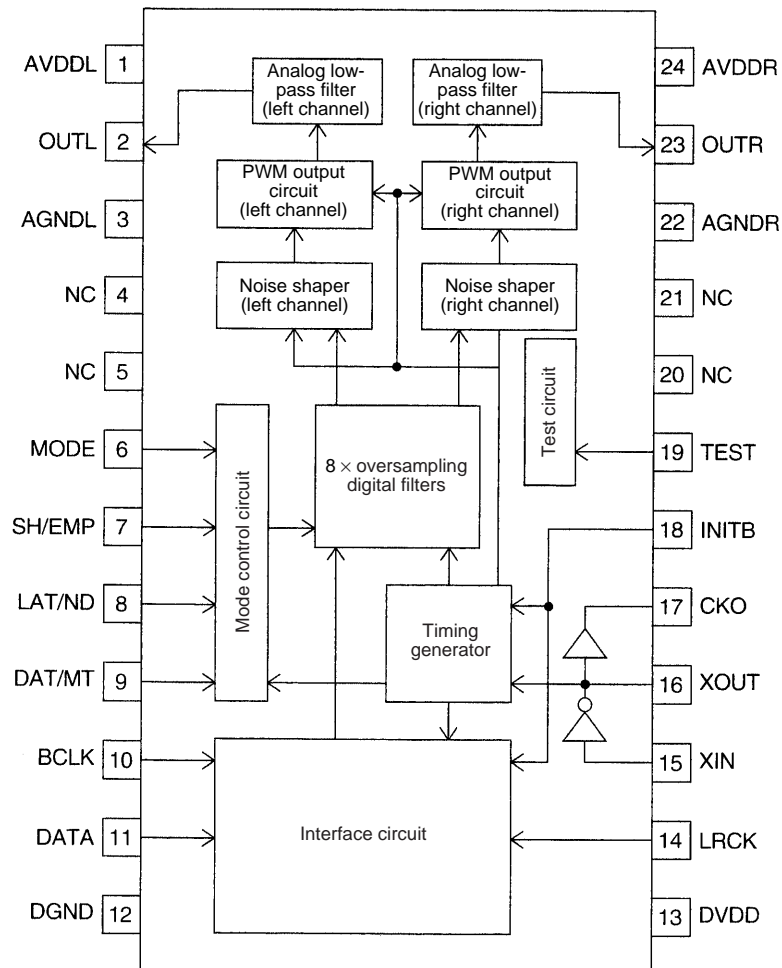 AVDDL 1
OUTL 2
AGNDL 3
NC 4
NC 5
MODE 6
SH/EMP 7
LAT/ND 8
DAT/MT 9
BCLK 10
DATA 11
DGND 12
Analog low-
pass filter
(left channel)
Analog low-
pass filter
(right channel)
PWM output
circuit
(left channel)
PWM output
circuit
(right channel)
Noise shaper
(left channel)
Noise shaper
(right channel)
Mode control circuit
8 × oversampling
digital filters
Test circuit
Timing
generator
Interface circuit
24 AVDDR
23 OUTR
22 AGNDR
21 NC
20 NC
19 TEST
18 INITB
17 CKO
16 XOUT
15 XIN
14 LRCK
13 DVDD